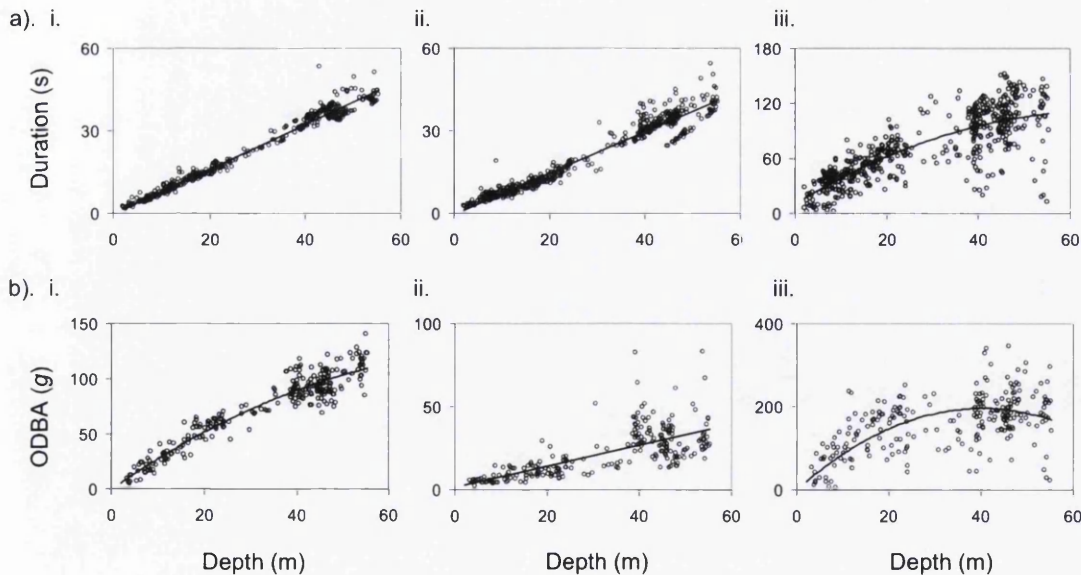 a). i. ii. iii.
Duration (s)
60 60 180
30 30 120
60
0 0 0
0 20 40 60 0 20 40 60 0 20 40 60
b). i. ii. iii.
ODBA (g)
150 100 400
100
50 50 200
0 0 0
0 20 40 60 0 20 40 60 0 20 40 60
Depth (m) Depth (m) Depth (m)